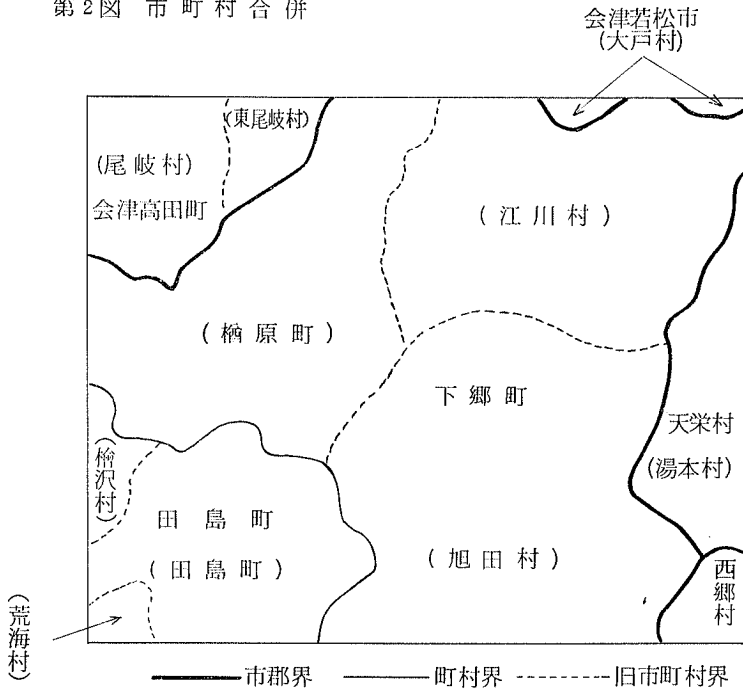 第2図 市町村合併
会津若松市
(大戸村)
(東尾岐村)
(尾岐村)
会津高田町
(江川村)
(楢原町)
下郷町
天栄村
(湯本村)
(檜沢村)
田島町
(田島町)
(旭田村)
西郷村
(荒海村)
市郡界 町村界 旧市町村界